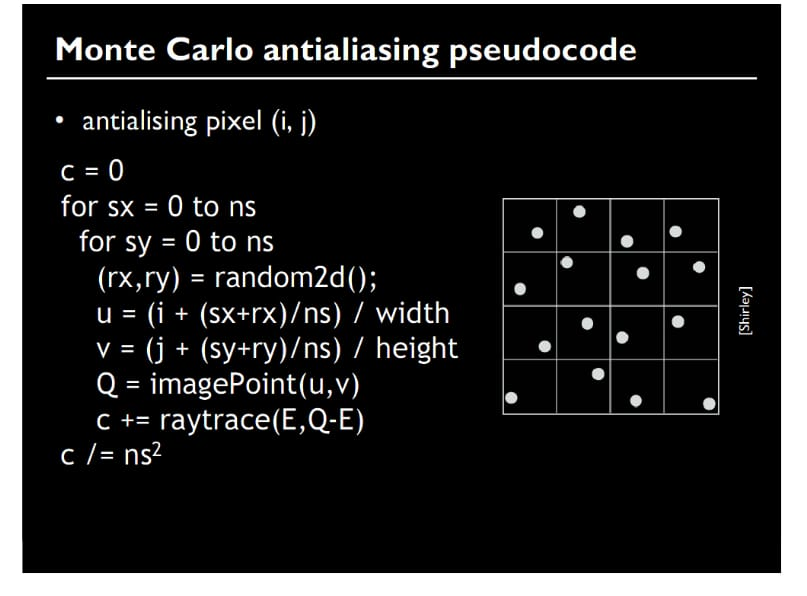 Monte Carlo antialiasing pseudocode
• antialising pixel (i, j)
c = 0
for sx = 0 to ns
for sy = 0 to ns
(rx,ry) = random2d();
u = (i + (sx+rx)/ns) / width
v = (j + (sy+ry)/ns) / height
Q = imagePoint(u,v)
c += raytrace(E,Q-E)
c /= ns²
[Shirley]